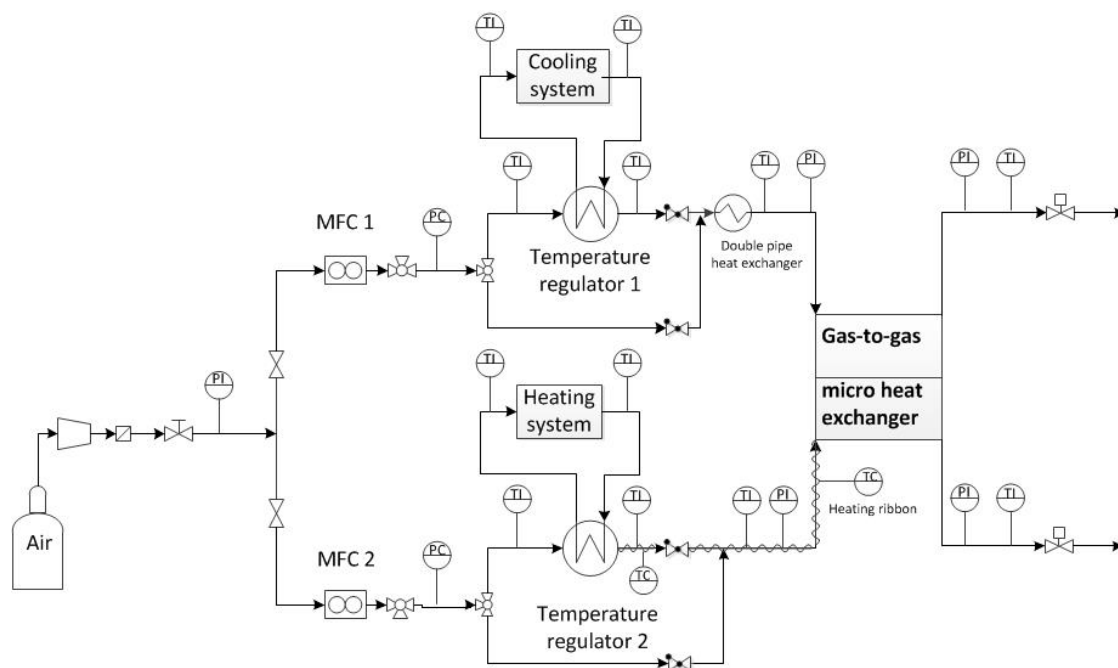 TI
TI
Cooling
system
TI
TI
TI
PI
PI
TI
MFC 1
PC
Double pipe
heat exchanger
Temperature
regulator 1
Gas-to-gas
TI
TI
PI
micro heat
exchanger
Heating
system
TC
TI
TI
TI
PI
Heating ribbon
PI
TI
Air
MFC 2
PC
TC
Temperature
regulator 2